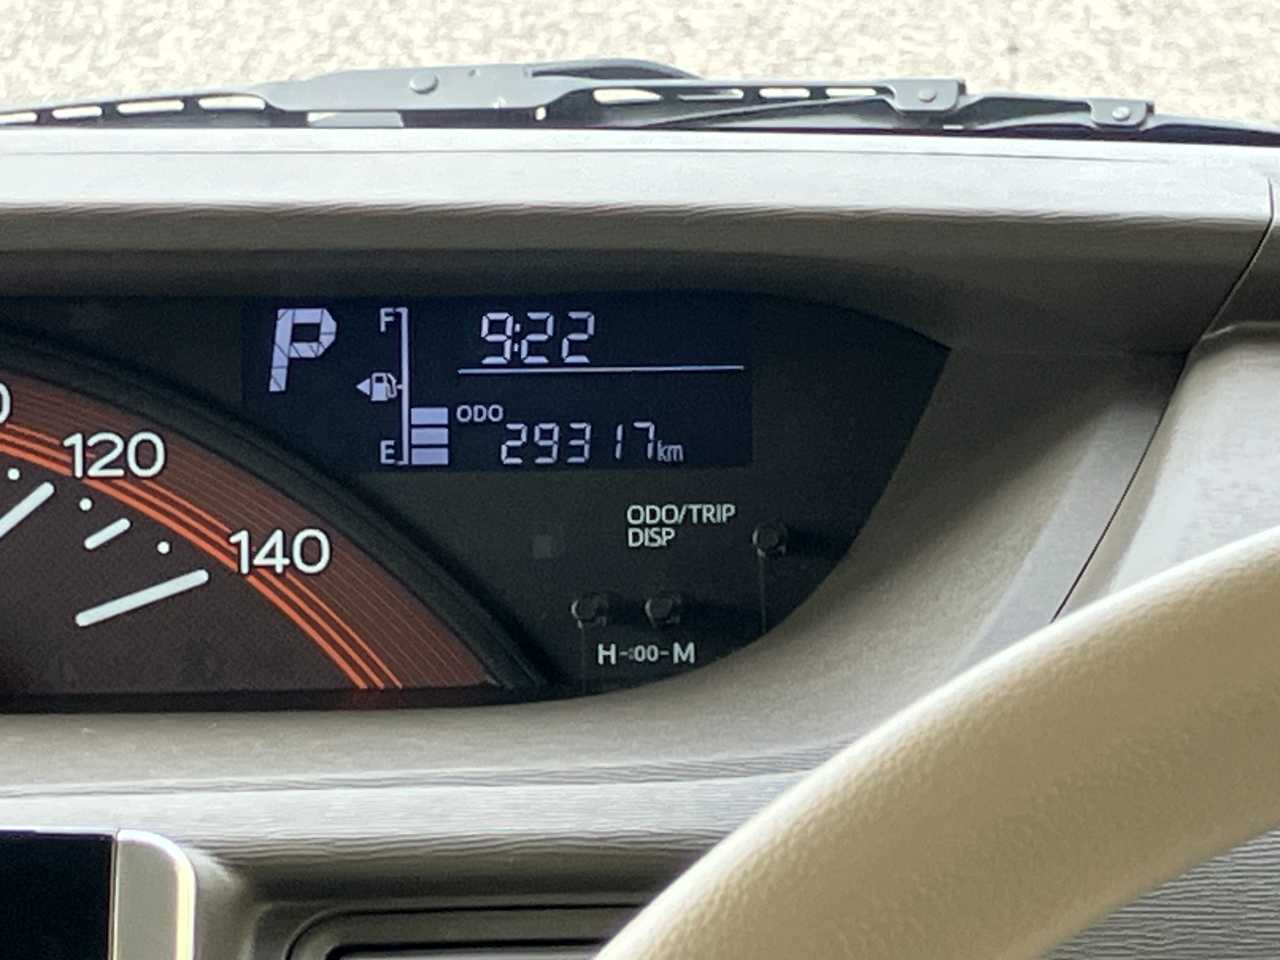 P
F
9:22
E
ODO
29317km
120
140
ODO/TRIP
DISP
H-:00-M